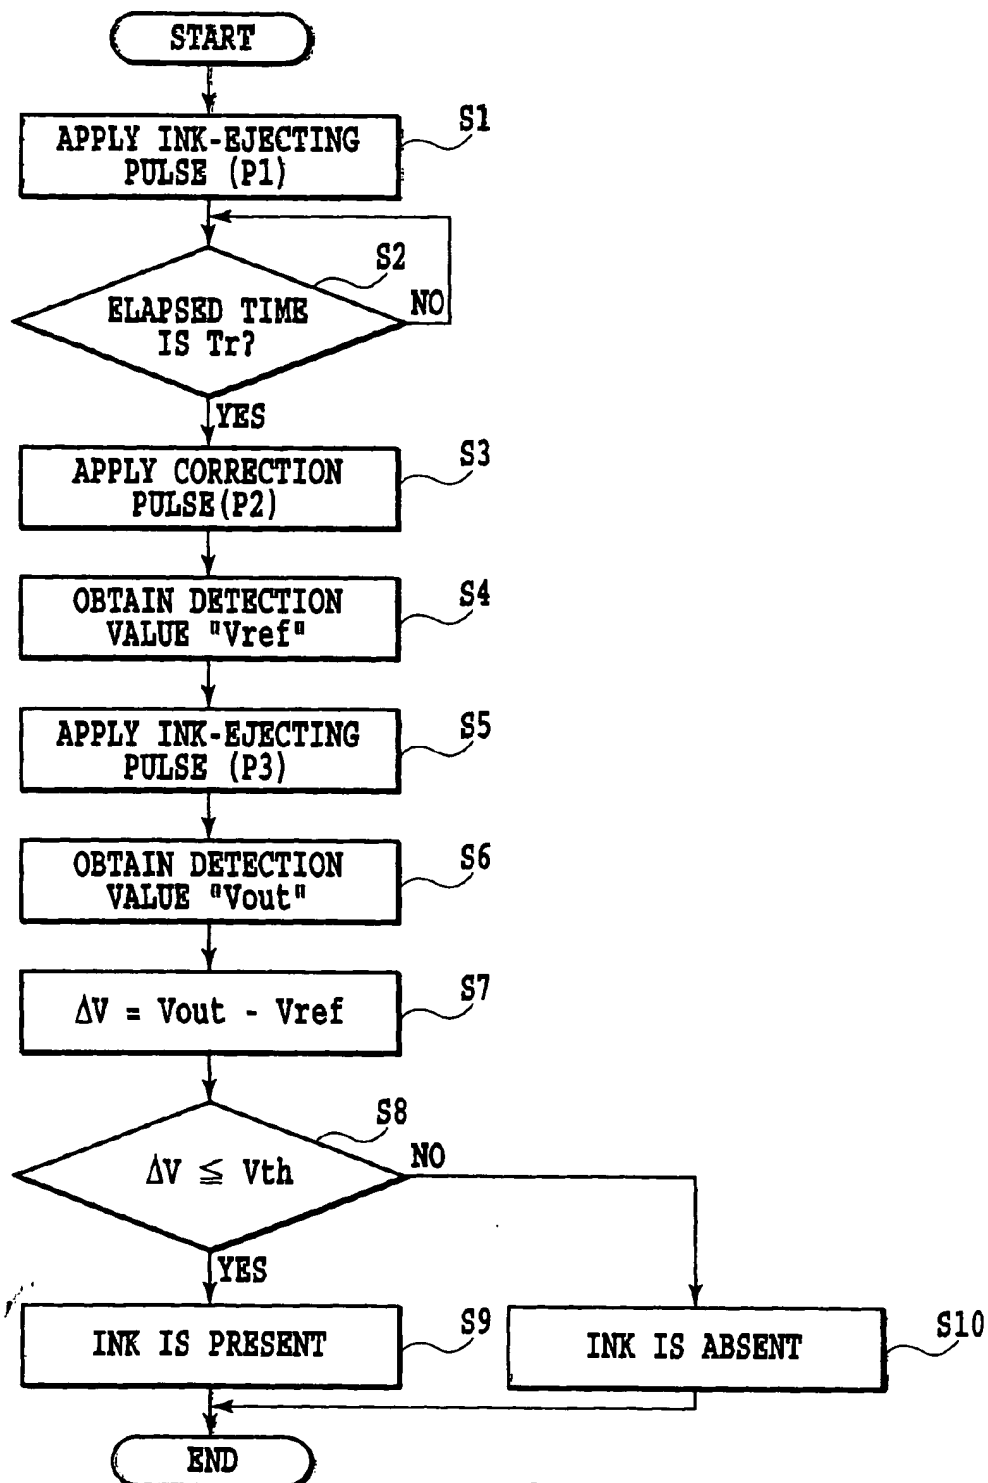 START
S1
APPLY INK-EJECTING
PULSE (P1)
S2
ELAPSED TIME
IS Tr?
NO
YES
S3
APPLY CORRECTION
PULSE(P2)
S4
OBTAIN DETECTION
VALUE "Vref"
S5
APPLY INK-EJECTING
PULSE (P3)
S6
OBTAIN DETECTION
VALUE "Vout"
S7
ΔV = Vout - Vref
S8
ΔV ≦ Vth
NO
YES
S9
INK IS PRESENT
S10
INK IS ABSENT
END